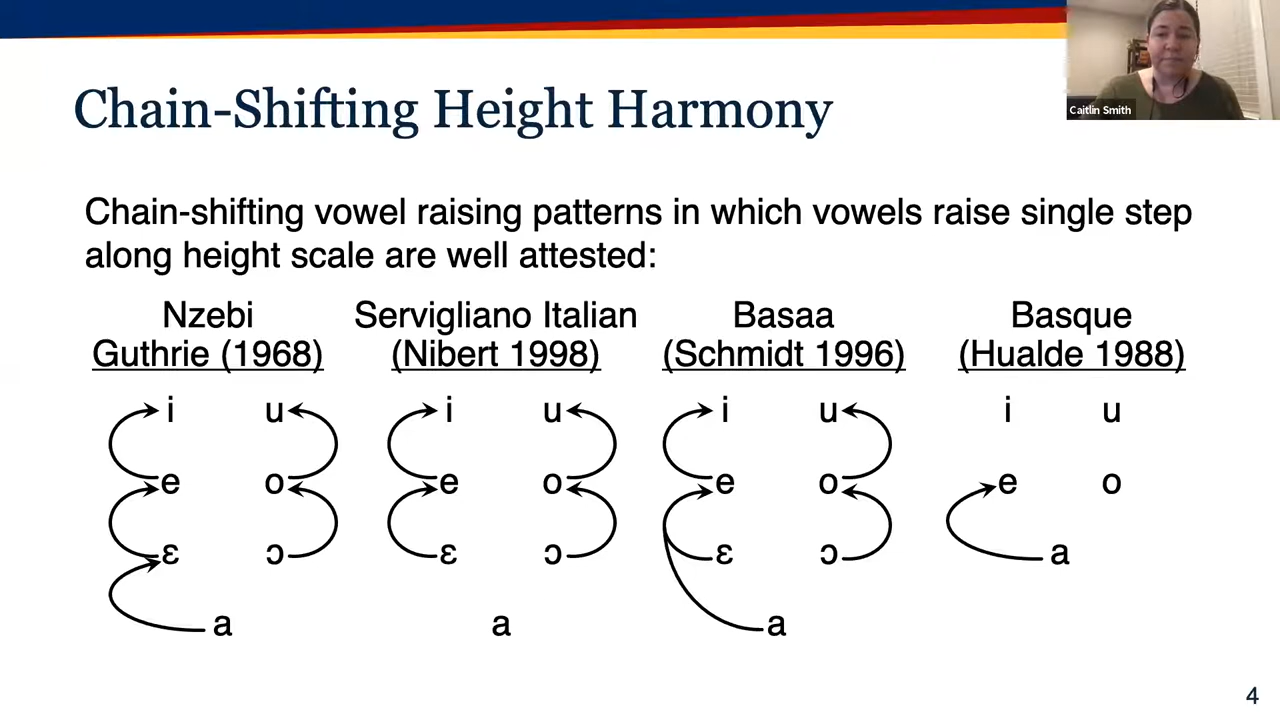 Caitlin Smith
Chain-Shifting Height Harmony
Chain-shifting vowel raising patterns in which vowels raise single step
along height scale are well attested:
Nzebi
Guthrie (1968)
i u
e o
ɛ ɔ
a
Servigliano Italian
(Nibert 1998)
i u
e o
ɛ ɔ
a
Basaa
(Schmidt 1996)
i u
e o
ɛ ɔ
a
Basque
(Hualde 1988)
i u
e o
a
4